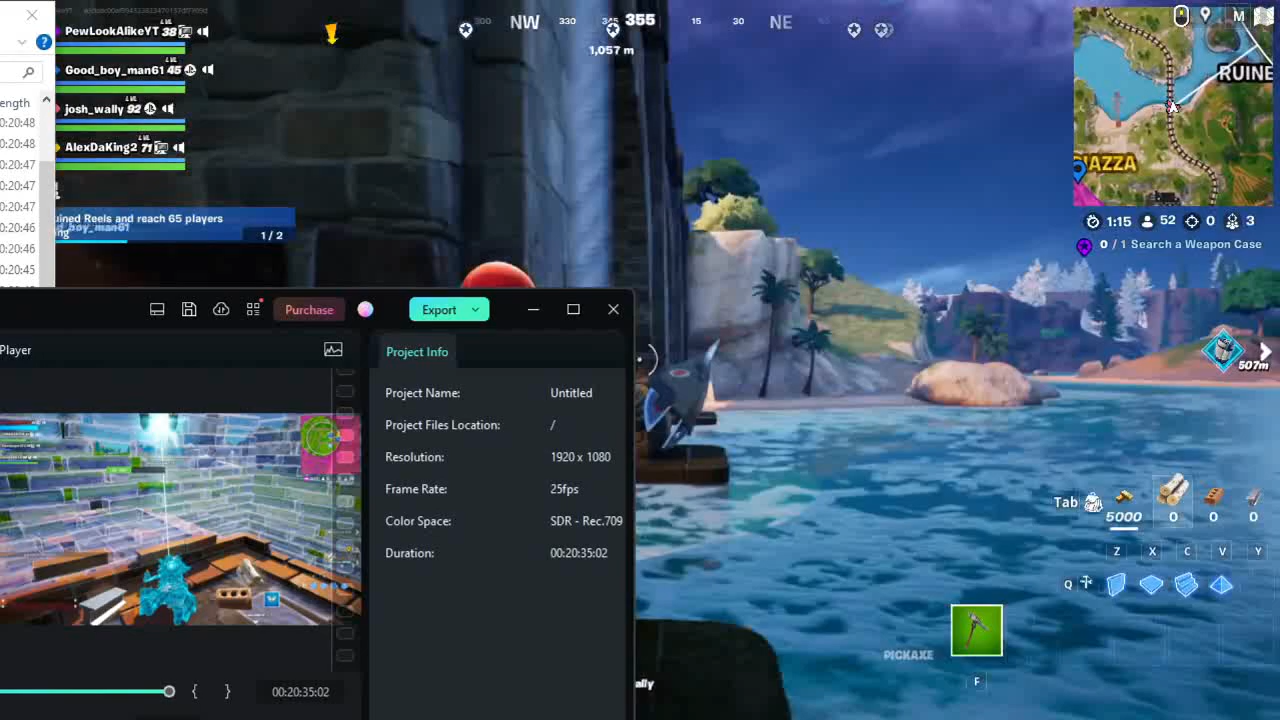 PewLookAlikeYT 38
Good_boy_man61 45
josh_wally 92
AlexDaKing2 71
ength
0:20:48
0:20:48
0:20:47
0:20:47
0:20:47
0:20:46
0:20:46
0:20:45
uined Reels and reach 65 players
1 / 2
NW
330
345
355
15
30
NE
1,057 m
M
RUINE
IAZZA
1:15
52
0
3
0 / 1 Search a Weapon Case
507m
Purchase
Export
Player
Project Info
Project Name: Untitled
Project Files Location: /
Resolution: 1920 x 1080
Frame Rate: 25fps
Color Space: SDR - Rec.709
Duration: 00:20:35:02
{ }
00:20:35:02
Tab
5000
0
0
0
Z X C V Y
Q
PICKAXE
F